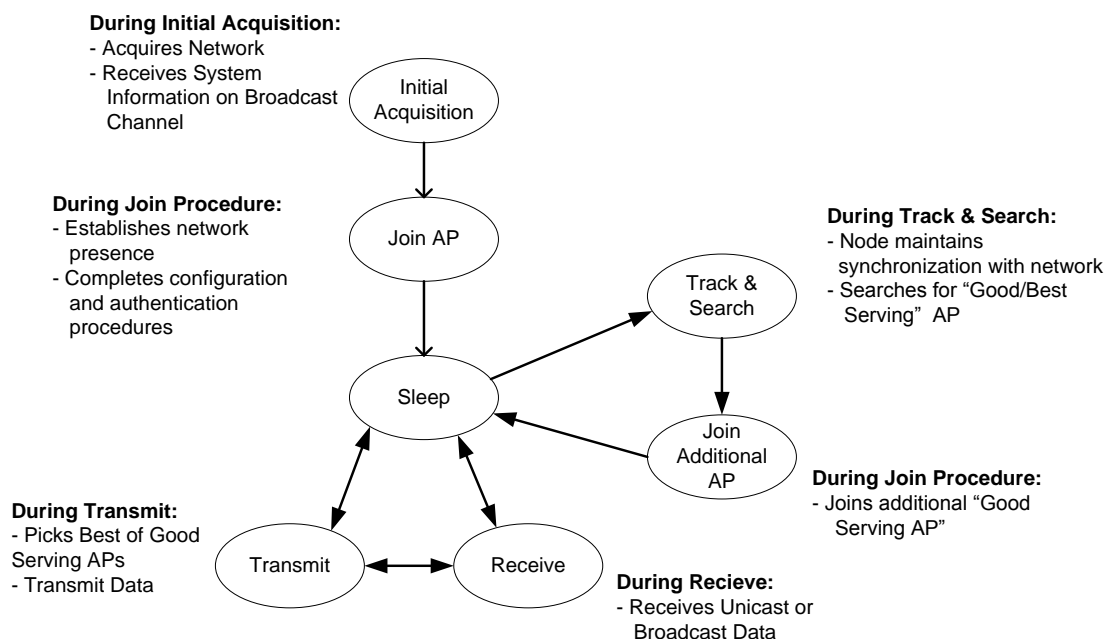 During Initial Acquisition:
- Acquires Network
- Receives System
Information on Broadcast
Channel
Initial
Acquisition
During Join Procedure:
- Establishes network
presence
- Completes configuration
and authentication
procedures
Join AP
During Track & Search:
- Node maintains
synchronization with network
- Searches for “Good/Best
Serving” AP
Track &
Search
Sleep
Join
Additional
AP
During Join Procedure:
- Joins additional “Good
Serving AP”
During Transmit:
- Picks Best of Good
Serving APs
- Transmit Data
Transmit
Receive
During Recieve:
- Receives Unicast or
Broadcast Data